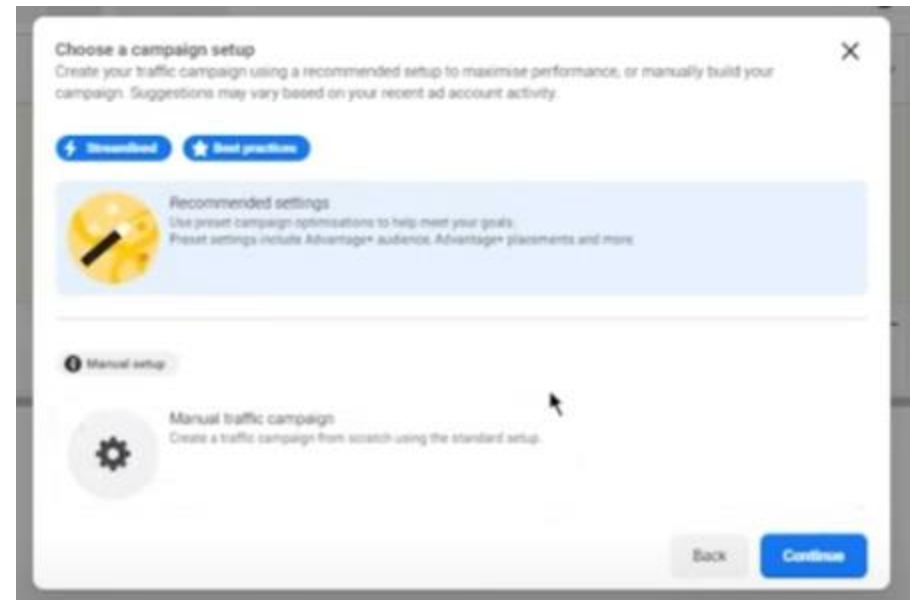 Choose a campaign setup
Create your traffic campaign using a recommended setup to maximise performance, or manually build your
campaign. Suggestions may vary based on your recent ad account activity.
Streamlined
Best practices
Recommended settings
Use preset campaign optimisations to help meet your goals.
Preset settings include Advantage+ audience, Advantage+ placements and more
Manual setup
Manual traffic campaign
Create a traffic campaign from scratch using the standard setup.
Back
Continue